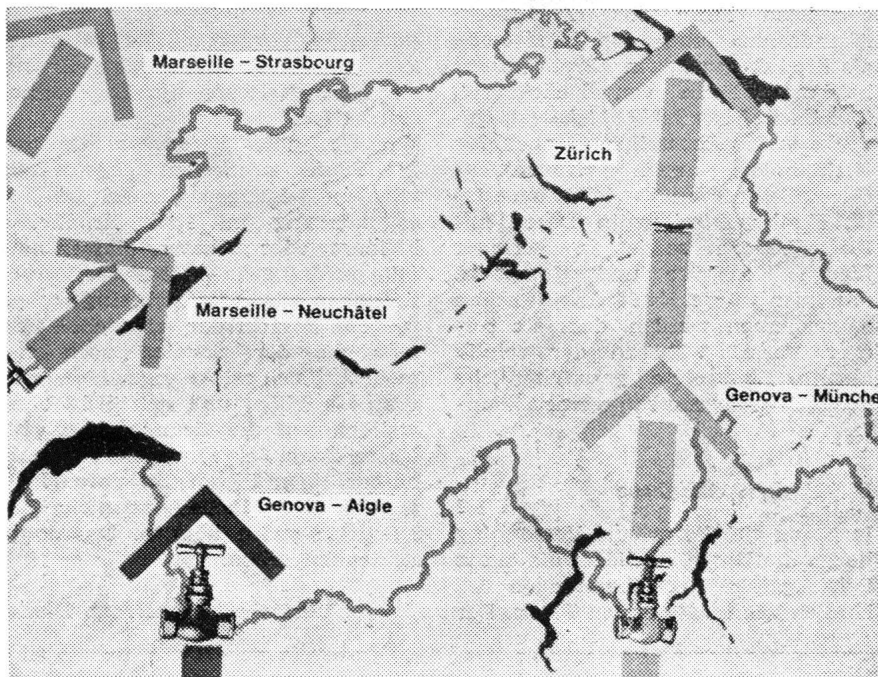 Marseille – Strasbourg
Zürich
Marseille – Neuchâtel
Genova – Münche
Genova – Aigle